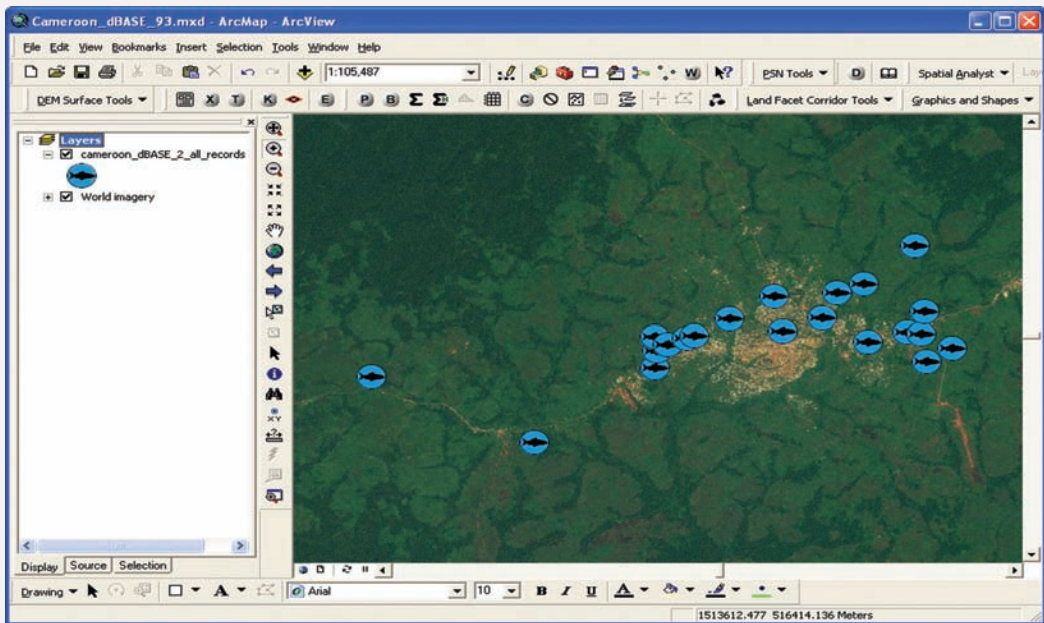 Cameroon_dBASE_93.mxd - ArcMap - ArcView
File Edit View Bookmarks Insert Selection Tools Window Help
1:105,487 W PSN Tools D Spatial Analyst Lay
DEM Surface Tools X T K E P B Σ C Land Facet Corridor Tools Graphics and Shapes
Layers
cameroon_dBASE_2_all_records
World imagery
XY
Display Source Selection
Drawing A Arial 10 B I U A
1513612.477 516414.136 Meters